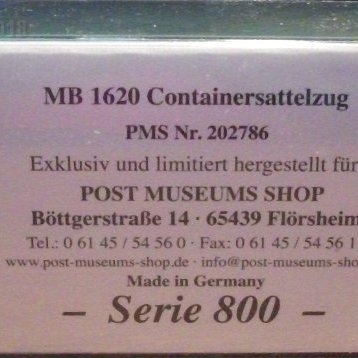 MB 1620 Containersattelzug
PMS Nr. 202786
Exklusiv und limitiert hergestellt für
POST MUSEUMS SHOP
Böttgerstraße 14 · 65439 Flörsheim
Tel.: 0 61 45 / 54 56 0 · Fax: 0 61 45 / 54 56 1
www.post-museums-shop.de · info@post-museums-sho
Made in Germany
– Serie 800 –